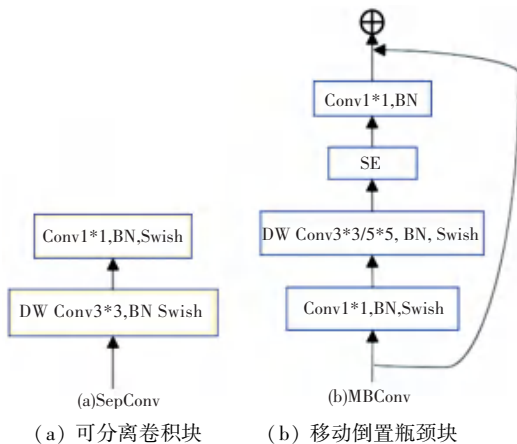 Conv1*1,BN
SE
DW Conv3*3/5*5, BN, Swish
Conv1*1,BN,Swish
(b)MBConv
(b) 移动倒置瓶颈块
Conv1*1,BN,Swish
DW Conv3*3,BN Swish
(a)SepConv
(a) 可分离卷积块